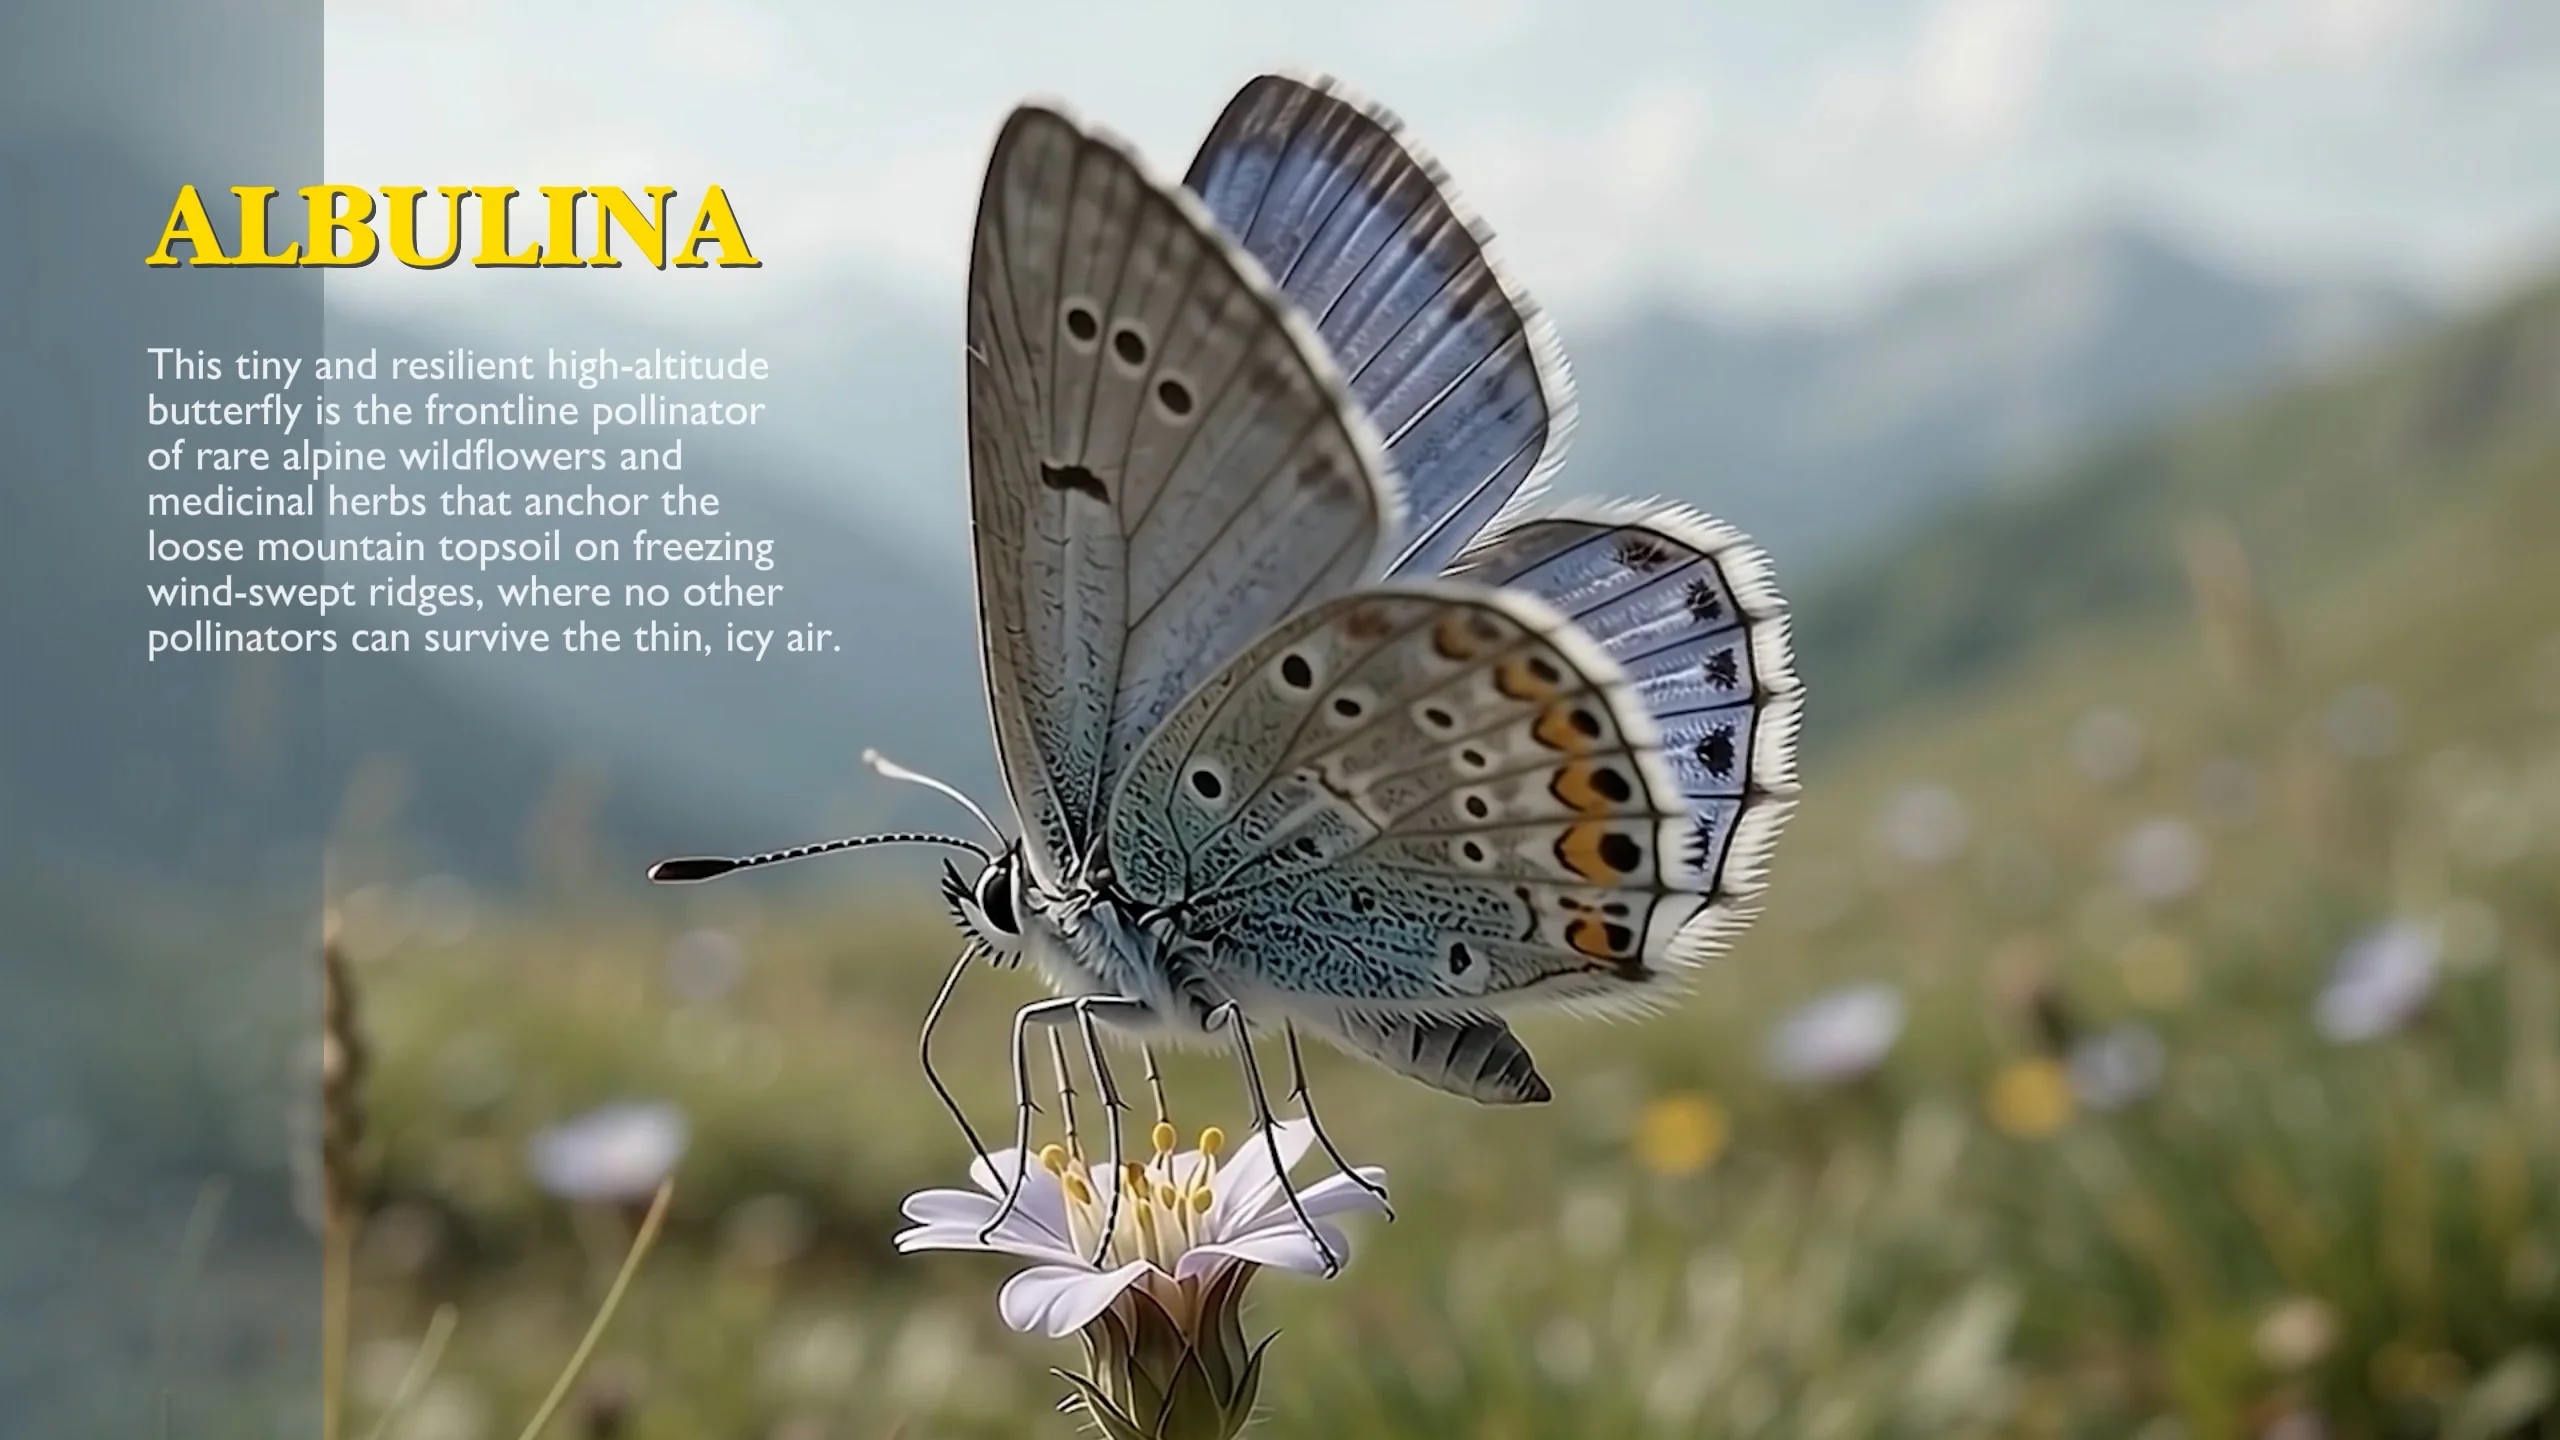 ALBULINA
This tiny and resilient high-altitude
butterfly is the frontline pollinator
of rare alpine wildflowers and
medicinal herbs that anchor the
loose mountain topsoil on freezing
wind-swept ridges, where no other
pollinators can survive the thin, icy air.